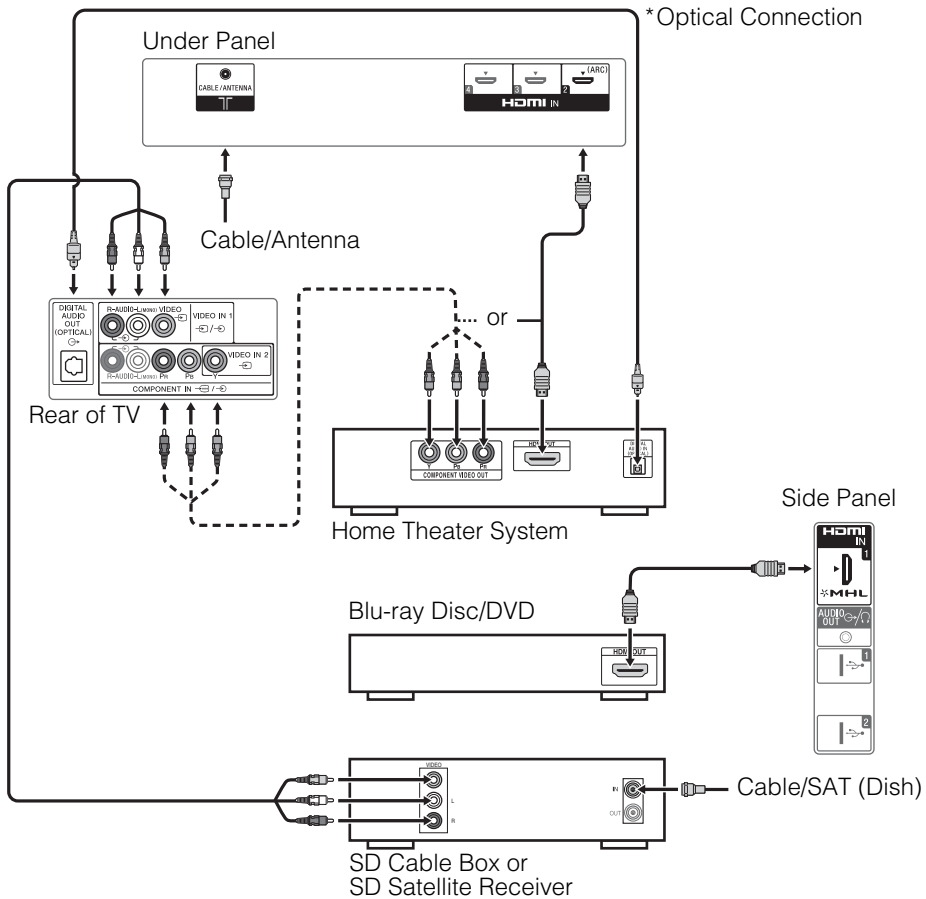 *Optical Connection
Under Panel
CABLE/ANTENNA
4
3
2
(ARC)
HDMI IN
Cable/Antenna
DIGITAL
AUDIO
OUT
(OPTICAL)
R-AUDIO-L(MONO) VIDEO
VIDEO IN 1
VIDEO IN 2
R-AUDIO-L(MONO) PR PB Y
COMPONENT IN
Rear of TV
or
Y PB PR
COMPONENT VIDEO OUT
HDMI OUT
DIGITAL
AUDIO IN
(OPTICAL)
Home Theater System
Side Panel
HDMI
IN
1
MHL
AUDIO
OUT
1
2
Blu-ray Disc/DVD
HDMI OUT
VIDEO
L
R
IN
OUT
Cable/SAT (Dish)
SD Cable Box or
SD Satellite Receiver